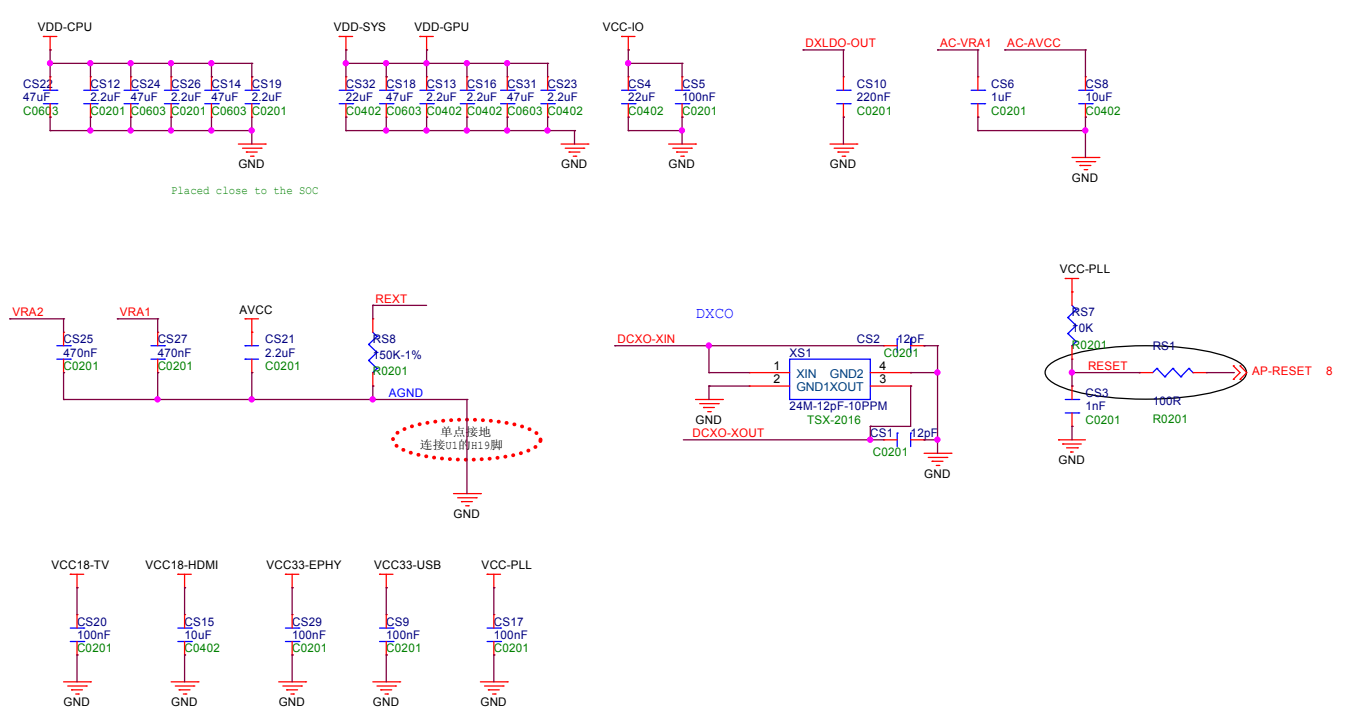 VDD-CPU
CS22
47uF
C0603
CS12
2.2uF
C0201
CS24
47uF
C0603
CS26
2.2uF
C0201
CS14
47uF
C0603
CS19
2.2uF
C0201
GND
Placed close to the SOC
VDD-SYS
VDD-GPU
CS32
22uF
C0402
CS18
47uF
C0603
CS13
2.2uF
C0402
CS16
2.2uF
C0402
CS31
47uF
C0603
CS23
2.2uF
C0402
GND
VCC-IO
CS4
22uF
C0402
CS5
100nF
C0201
GND
DXLDO-OUT
CS10
220nF
C0201
GND
AC-VRA1
AC-AVCC
CS6
1uF
C0201
CS8
10uF
C0402
GND
VRA2
CS25
470nF
C0201
VRA1
CS27
470nF
C0201
AVCC
CS21
2.2uF
C0201
REXT
RS8
150K-1%
R0201
AGND
单点接地
连接U1的H19脚
GND
DXCO
DCXO-XIN
CS2
12pF
C0201
XS1
1
XIN
GND2
4
2
GND1
XOUT
3
24M-12pF-10PPM
TSX-2016
GND
DCXO-XOUT
CS1
12pF
C0201
GND
VCC-PLL
RS7
10K
R0201
RESET
RS1
100R
R0201
AP-RESET 8
CS3
1nF
C0201
GND
VCC18-TV
CS20
100nF
C0201
GND
VCC18-HDMI
CS15
10uF
C0402
GND
VCC33-EPHY
CS29
100nF
C0201
GND
VCC33-USB
CS9
100nF
C0201
GND
VCC-PLL
CS17
100nF
C0201
GND